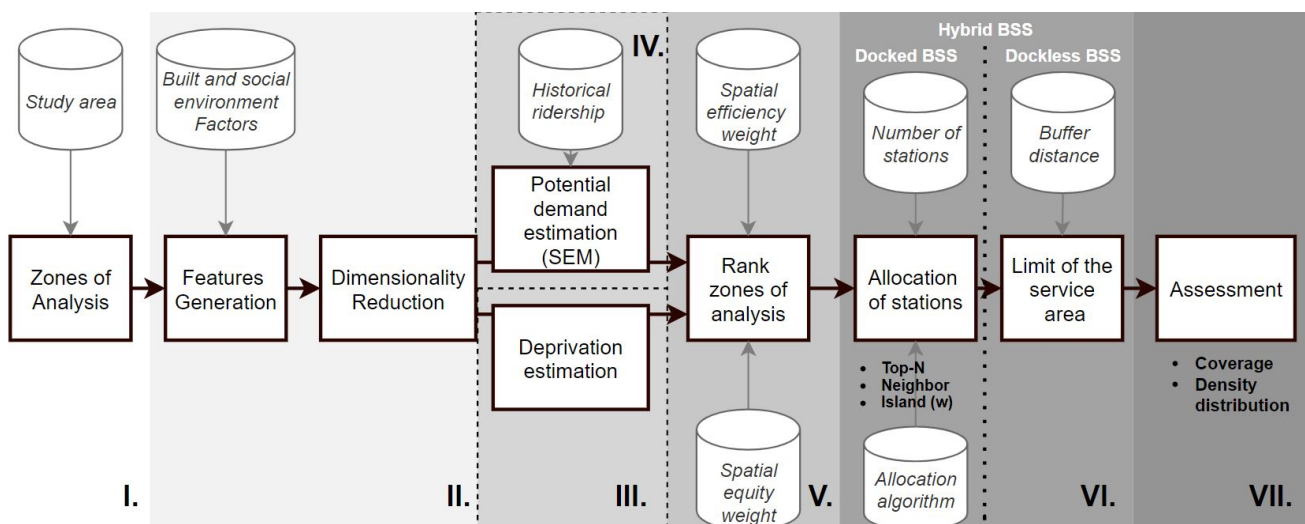 Hybrid BSS
Docked BSS
Dockless BSS
IV.
Study area
Built and social
environment
Factors
Historical
ridership
Spatial
efficiency
weight
Number of
stations
Buffer
distance
Zones of
Analysis
Features
Generation
Dimensionality
Reduction
Potential
demand
estimation
(SEM)
Deprivation
estimation
Rank
zones of
analysis
Allocation
of stations
Limit of the
service
area
Assessment
• Top-N
• Neighbor
• Island (w)
• Coverage
• Density
distribution
Spatial
equity
weight
Allocation
algorithm
I.
II.
III.
V.
VI.
VII.